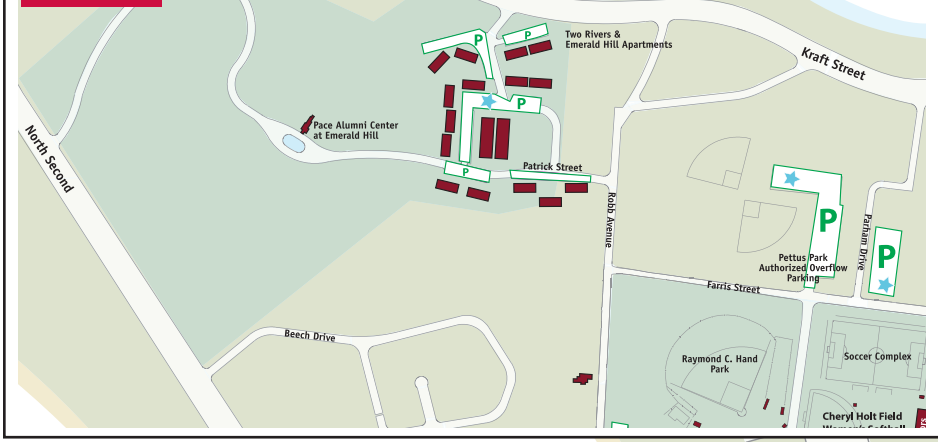 P
P
Two Rivers &
Emerald Hill Apartments
Kraft Street
P
Pace Alumni Center
at Emerald Hill
North Second
Patrick Street
P
Robb Avenue
P
Parham Drive
P
Pettus Park
Authorized Overflow
Parking
Farris Street
Beech Drive
Raymond C. Hand
Park
Soccer Complex
Cheryl Holt Field